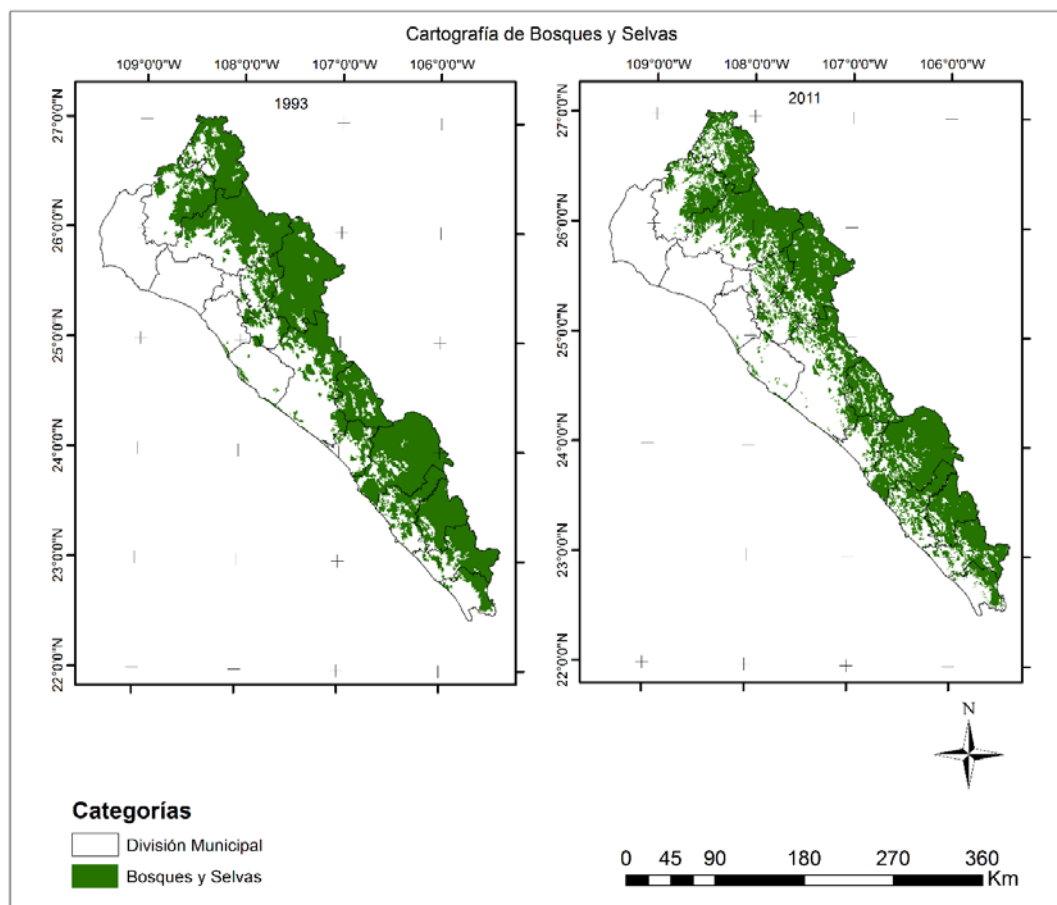 Cartografía de Bosques y Selvas
109°0'0"W 108°0'0"W 107°0'0"W 106°0'0"W
109°0'0"W 108°0'0"W 107°0'0"W 106°0'0"W
1993
2011
27°0'0"N
26°0'0"N
25°0'0"N
24°0'0"N
23°0'0"N
22°0'0"N
27°0'0"N
26°0'0"N
25°0'0"N
24°0'0"N
23°0'0"N
22°0'0"N
N
Categorías
División Municipal
Bosques y Selvas
0 45 90 180 270 360
Km